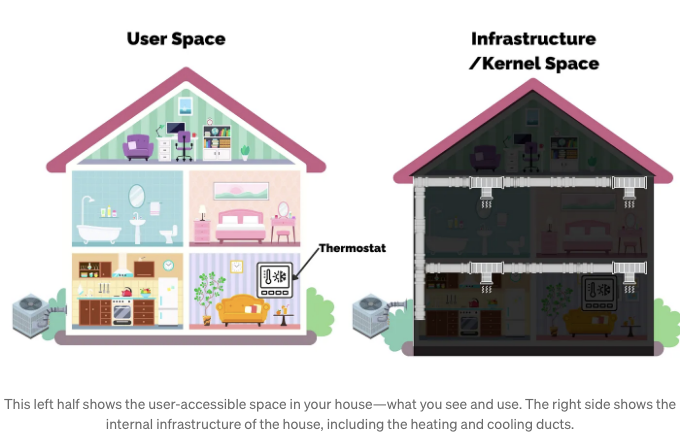 User Space
Infrastructure
/Kernel Space
Thermostat
This left half shows the user-accessible space in your house—what you see and use. The right side shows the
internal infrastructure of the house, including the heating and cooling ducts.